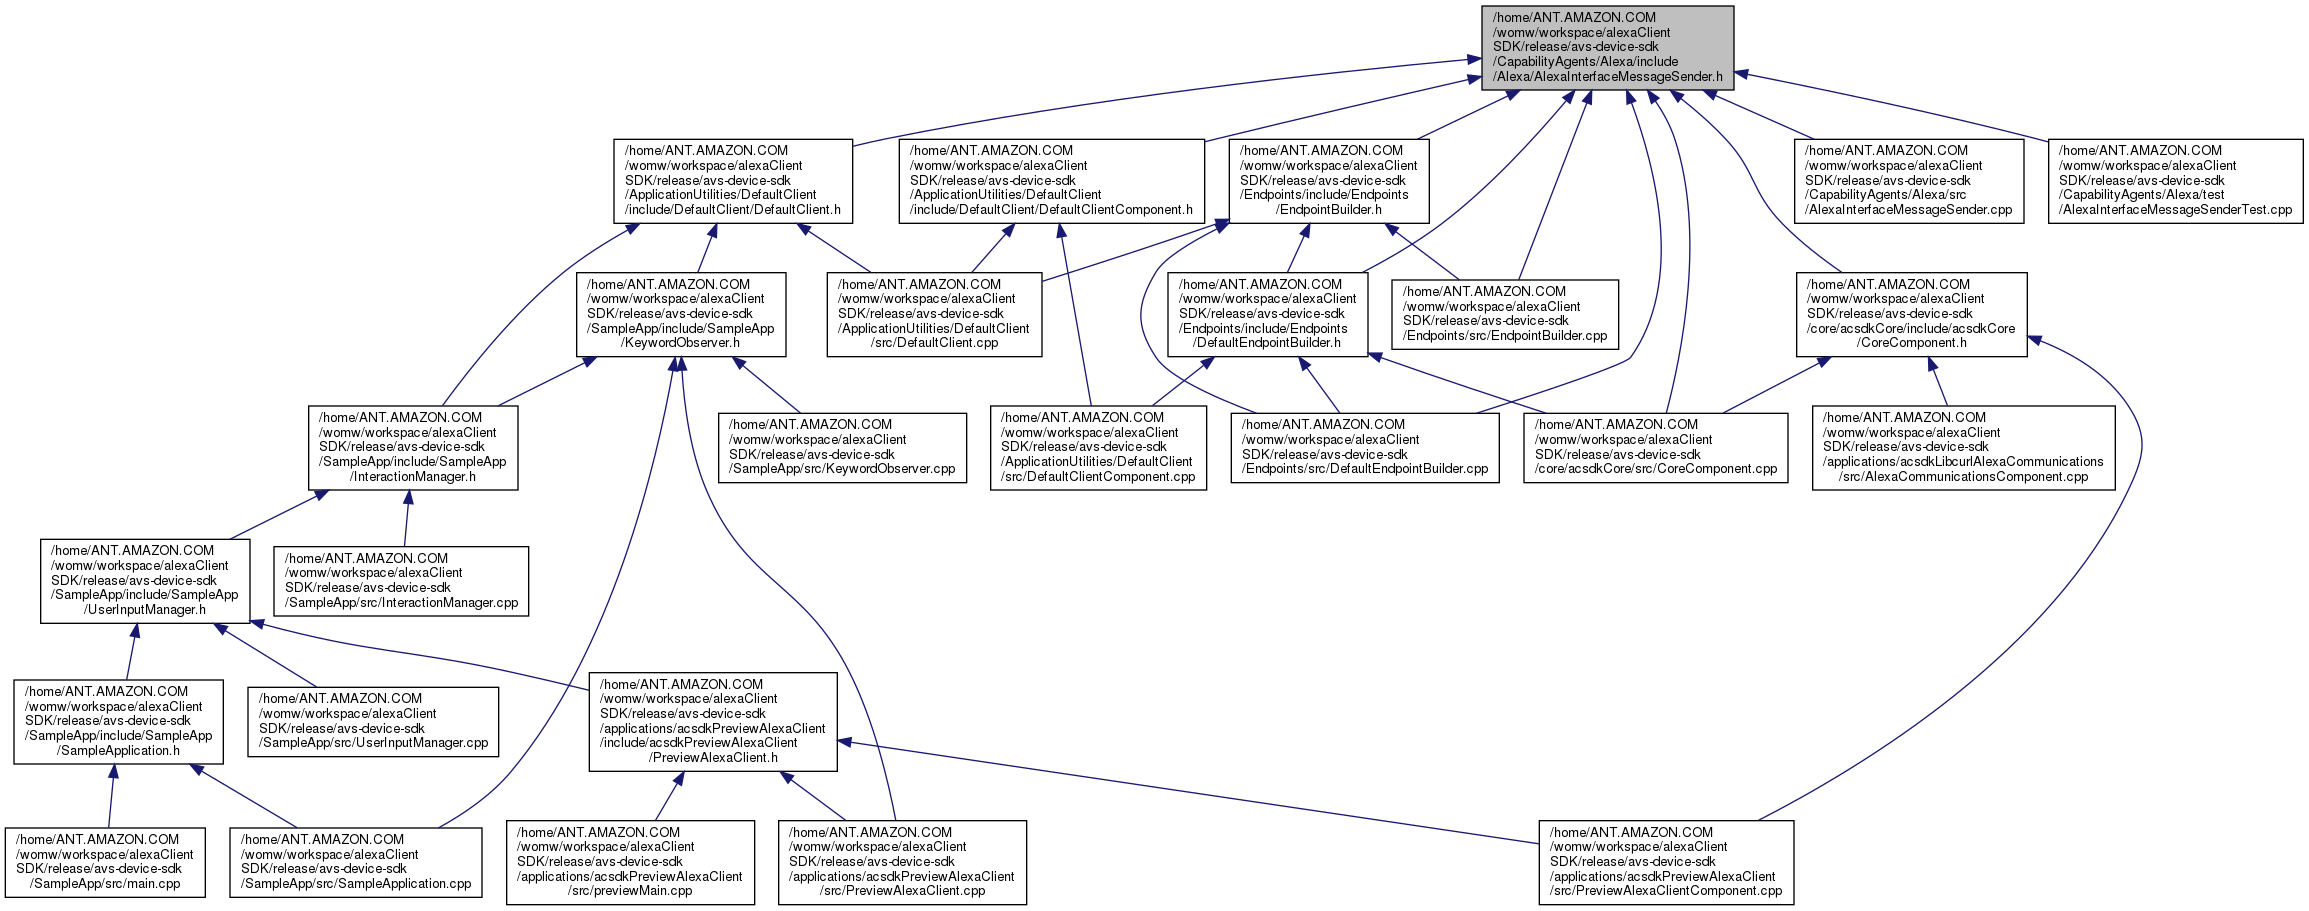 /home/ANT.AMAZON.COM
/womw/workspace/alexaClient
SDK/release/avs-device-sdk
/CapabilityAgents/Alexa/include
/Alexa/AlexaInterfaceMessageSender.h
/home/ANT.AMAZON.COM
/womw/workspace/alexaClient
SDK/release/avs-device-sdk
/ApplicationUtilities/DefaultClient
/include/DefaultClient/DefaultClient.h
/home/ANT.AMAZON.COM
/womw/workspace/alexaClient
SDK/release/avs-device-sdk
/ApplicationUtilities/DefaultClient
/include/DefaultClient/DefaultClientComponent.h
/home/ANT.AMAZON.COM
/womw/workspace/alexaClient
SDK/release/avs-device-sdk
/Endpoints/include/Endpoints
/EndpointBuilder.h
/home/ANT.AMAZON.COM
/womw/workspace/alexaClient
SDK/release/avs-device-sdk
/CapabilityAgents/Alexa/src
/AlexaInterfaceMessageSender.cpp
/home/ANT.AMAZON.COM
/womw/workspace/alexaClient
SDK/release/avs-device-sdk
/CapabilityAgents/Alexa/test
/AlexaInterfaceMessageSenderTest.cpp
/home/ANT.AMAZON.COM
/womw/workspace/alexaClient
SDK/release/avs-device-sdk
/SampleApp/include/SampleApp
/KeywordObserver.h
/home/ANT.AMAZON.COM
/womw/workspace/alexaClient
SDK/release/avs-device-sdk
/ApplicationUtilities/DefaultClient
/src/DefaultClient.cpp
/home/ANT.AMAZON.COM
/womw/workspace/alexaClient
SDK/release/avs-device-sdk
/Endpoints/include/Endpoints
/DefaultEndpointBuilder.h
/home/ANT.AMAZON.COM
/womw/workspace/alexaClient
SDK/release/avs-device-sdk
/Endpoints/src/EndpointBuilder.cpp
/home/ANT.AMAZON.COM
/womw/workspace/alexaClient
SDK/release/avs-device-sdk
/core/acsdkCore/include/acsdkCore
/CoreComponent.h
/home/ANT.AMAZON.COM
/womw/workspace/alexaClient
SDK/release/avs-device-sdk
/SampleApp/include/SampleApp
/InteractionManager.h
/home/ANT.AMAZON.COM
/womw/workspace/alexaClient
SDK/release/avs-device-sdk
/SampleApp/src/KeywordObserver.cpp
/home/ANT.AMAZON.COM
/womw/workspace/alexaClient
SDK/release/avs-device-sdk
/ApplicationUtilities/DefaultClient
/src/DefaultClientComponent.cpp
/home/ANT.AMAZON.COM
/womw/workspace/alexaClient
SDK/release/avs-device-sdk
/Endpoints/src/DefaultEndpointBuilder.cpp
/home/ANT.AMAZON.COM
/womw/workspace/alexaClient
SDK/release/avs-device-sdk
/core/acsdkCore/src/CoreComponent.cpp
/home/ANT.AMAZON.COM
/womw/workspace/alexaClient
SDK/release/avs-device-sdk
/applications/acsdkLibcurlAlexaCommunications
/src/AlexaCommunicationsComponent.cpp
/home/ANT.AMAZON.COM
/womw/workspace/alexaClient
SDK/release/avs-device-sdk
/SampleApp/include/SampleApp
/UserInputManager.h
/home/ANT.AMAZON.COM
/womw/workspace/alexaClient
SDK/release/avs-device-sdk
/SampleApp/src/InteractionManager.cpp
/home/ANT.AMAZON.COM
/womw/workspace/alexaClient
SDK/release/avs-device-sdk
/SampleApp/include/SampleApp
/SampleApplication.h
/home/ANT.AMAZON.COM
/womw/workspace/alexaClient
SDK/release/avs-device-sdk
/SampleApp/src/UserInputManager.cpp
/home/ANT.AMAZON.COM
/womw/workspace/alexaClient
SDK/release/avs-device-sdk
/applications/acsdkPreviewAlexaClient
/include/acsdkPreviewAlexaClient
/PreviewAlexaClient.h
/home/ANT.AMAZON.COM
/womw/workspace/alexaClient
SDK/release/avs-device-sdk
/SampleApp/src/main.cpp
/home/ANT.AMAZON.COM
/womw/workspace/alexaClient
SDK/release/avs-device-sdk
/SampleApp/src/SampleApplication.cpp
/home/ANT.AMAZON.COM
/womw/workspace/alexaClient
SDK/release/avs-device-sdk
/applications/acsdkPreviewAlexaClient
/src/previewMain.cpp
/home/ANT.AMAZON.COM
/womw/workspace/alexaClient
SDK/release/avs-device-sdk
/applications/acsdkPreviewAlexaClient
/src/PreviewAlexaClient.cpp
/home/ANT.AMAZON.COM
/womw/workspace/alexaClient
SDK/release/avs-device-sdk
/applications/acsdkPreviewAlexaClient
/src/PreviewAlexaClientComponent.cpp